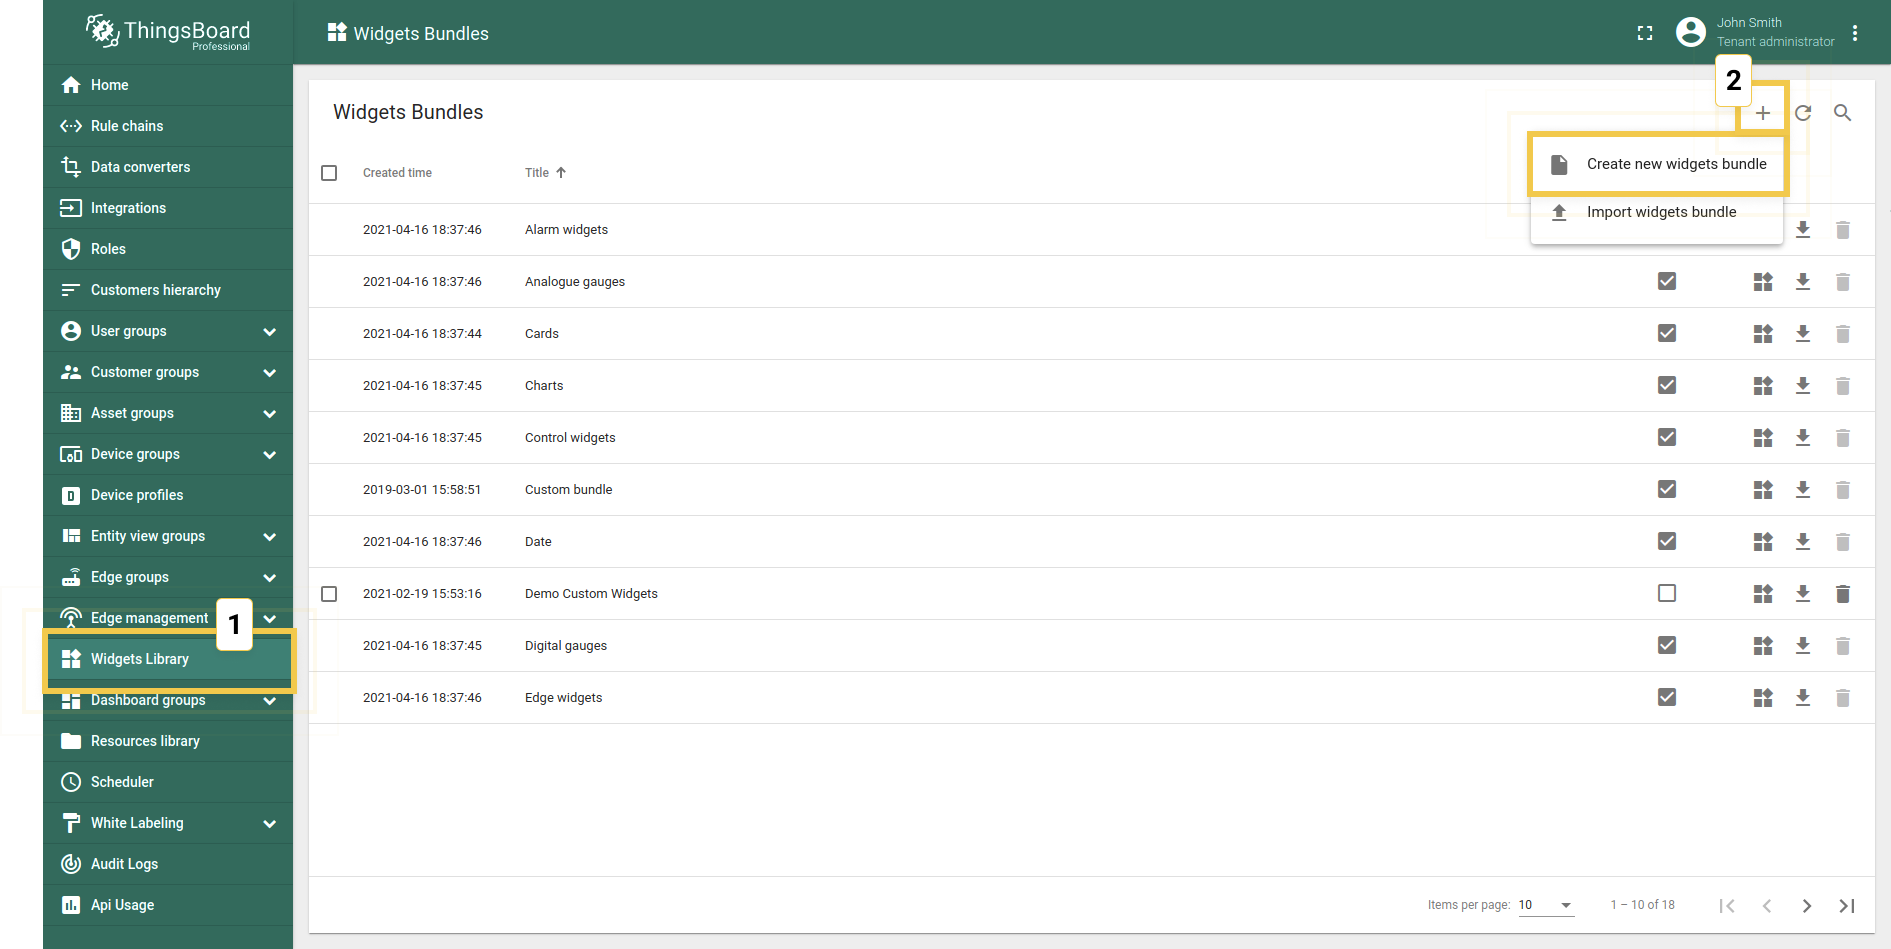 ThingsBoard
Professional
Widgets Bundles
John Smith
Tenant administrator
Home
Rule chains
Data converters
Integrations
Roles
Customers hierarchy
User groups
Customer groups
Asset groups
Device groups
Device profiles
Entity view groups
Edge groups
Edge management
1
Widgets Library
Dashboard groups
Resources library
Scheduler
White Labeling
Audit Logs
Api Usage
Widgets Bundles
2
Create new widgets bundle
Import widgets bundle
Created time Title
2021-04-16 18:37:46 Alarm widgets
2021-04-16 18:37:46 Analogue gauges
2021-04-16 18:37:44 Cards
2021-04-16 18:37:45 Charts
2021-04-16 18:37:45 Control widgets
2019-03-01 15:58:51 Custom bundle
2021-04-16 18:37:46 Date
2021-02-19 15:53:16 Demo Custom Widgets
2021-04-16 18:37:45 Digital gauges
2021-04-16 18:37:46 Edge widgets
Items per page: 10 1 – 10 of 18